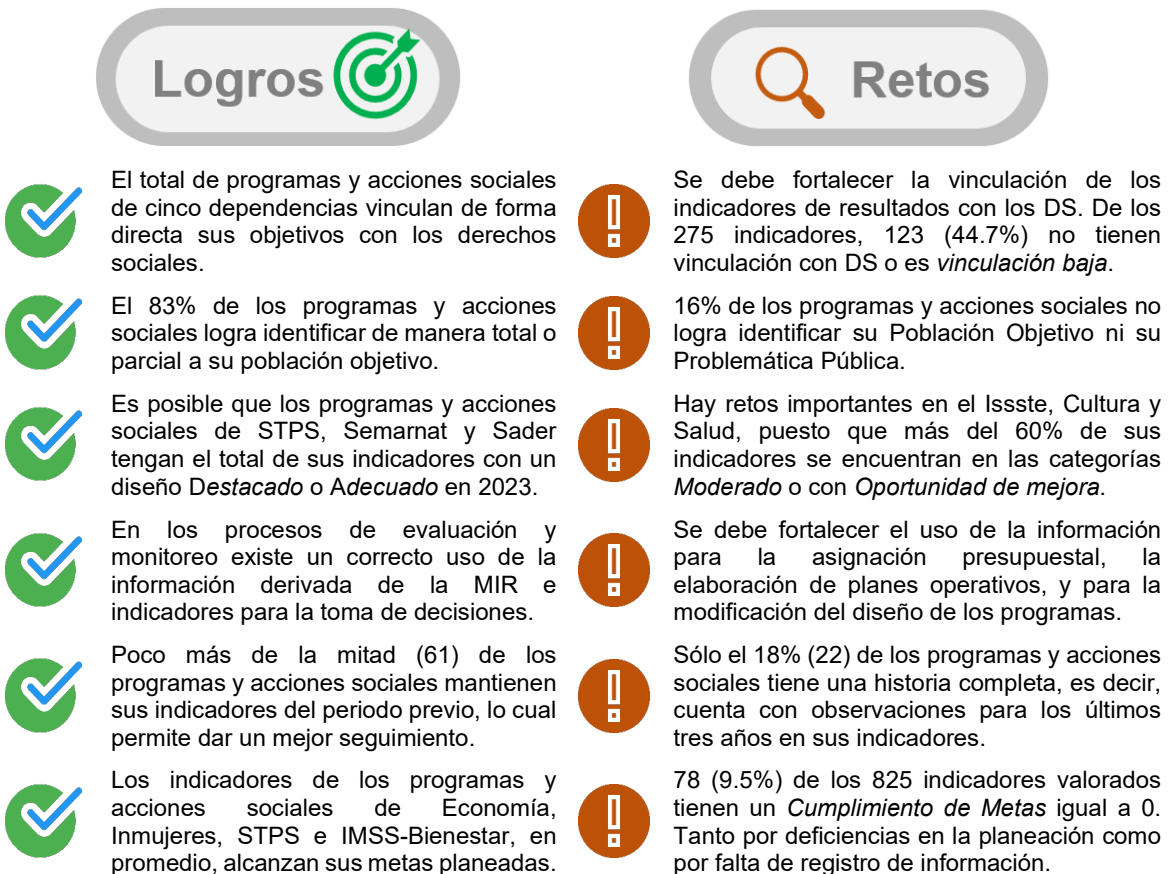 Logros
El total de programas y acciones sociales
de cinco dependencias vinculan de forma
directa sus objetivos con los derechos
sociales.
El 83% de los programas y acciones
sociales logra identificar de manera total o
parcial a su población objetivo.
Es posible que los programas y acciones
sociales de STPS, Semarnat y Sader
tengan el total de sus indicadores con un
diseño Destacado o Adecuado en 2023.
En los procesos de evaluación y
monitoreo existe un correcto uso de la
información derivada de la MIR e
indicadores para la toma de decisiones.
Poco más de la mitad (61) de los
programas y acciones sociales mantienen
sus indicadores del periodo previo, lo cual
permite dar un mejor seguimiento.
Los indicadores de los programas y
acciones sociales de Economía,
Inmujeres, STPS e IMSS-Bienestar, en
promedio, alcanzan sus metas planeadas.
Retos
Se debe fortalecer la vinculación de los
indicadores de resultados con los DS. De los
275 indicadores, 123 (44.7%) no tienen
vinculación con DS o es vinculación baja.
16% de los programas y acciones sociales no
logra identificar su Población Objetivo ni su
Problemática Pública.
Hay retos importantes en el Issste, Cultura y
Salud, puesto que más del 60% de sus
indicadores se encuentran en las categorías
Moderado o con Oportunidad de mejora.
Se debe fortalecer el uso de la información
para la asignación presupuestal, la
elaboración de planes operativos, y para la
modificación del diseño de los programas.
Sólo el 18% (22) de los programas y acciones
sociales tiene una historia completa, es decir,
cuenta con observaciones para los últimos
tres años en sus indicadores.
78 (9.5%) de los 825 indicadores valorados
tienen un Cumplimiento de Metas igual a 0.
Tanto por deficiencias en la planeación como
por falta de registro de información.